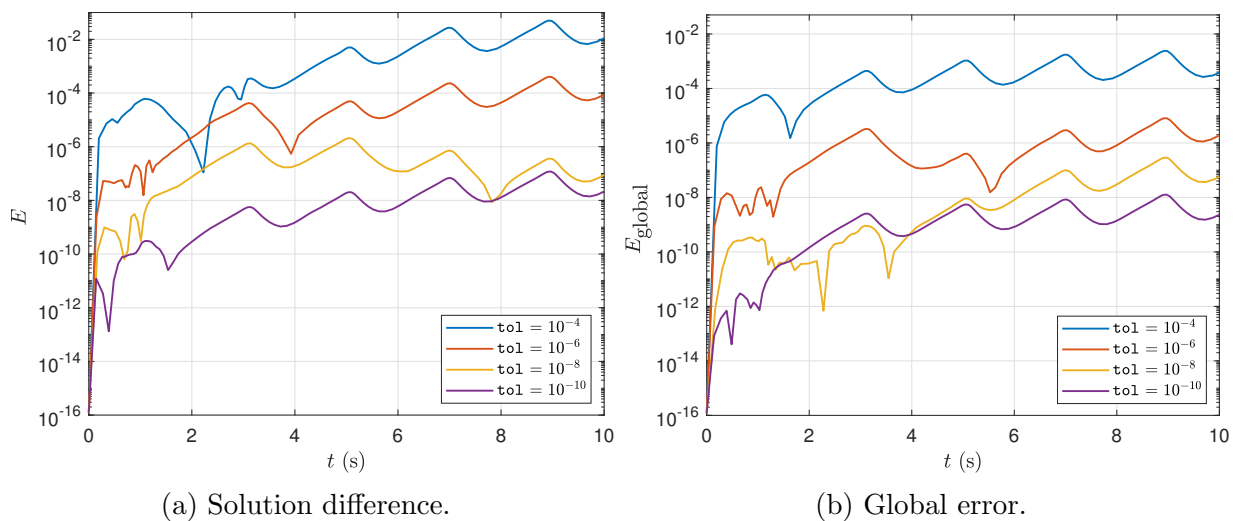 10^{-2}
10^{-4}
10^{-6}
10^{-8}
10^{-10}
10^{-12}
10^{-14}
10^{-16}
E
0 2 4 6 8 10
t (s)
tol = 10^{-4}
tol = 10^{-6}
tol = 10^{-8}
tol = 10^{-10}
(a) Solution difference.
10^{-2}
10^{-4}
10^{-6}
10^{-8}
10^{-10}
10^{-12}
10^{-14}
10^{-16}
E_{global}
0 2 4 6 8 10
t (s)
tol = 10^{-4}
tol = 10^{-6}
tol = 10^{-8}
tol = 10^{-10}
(b) Global error.